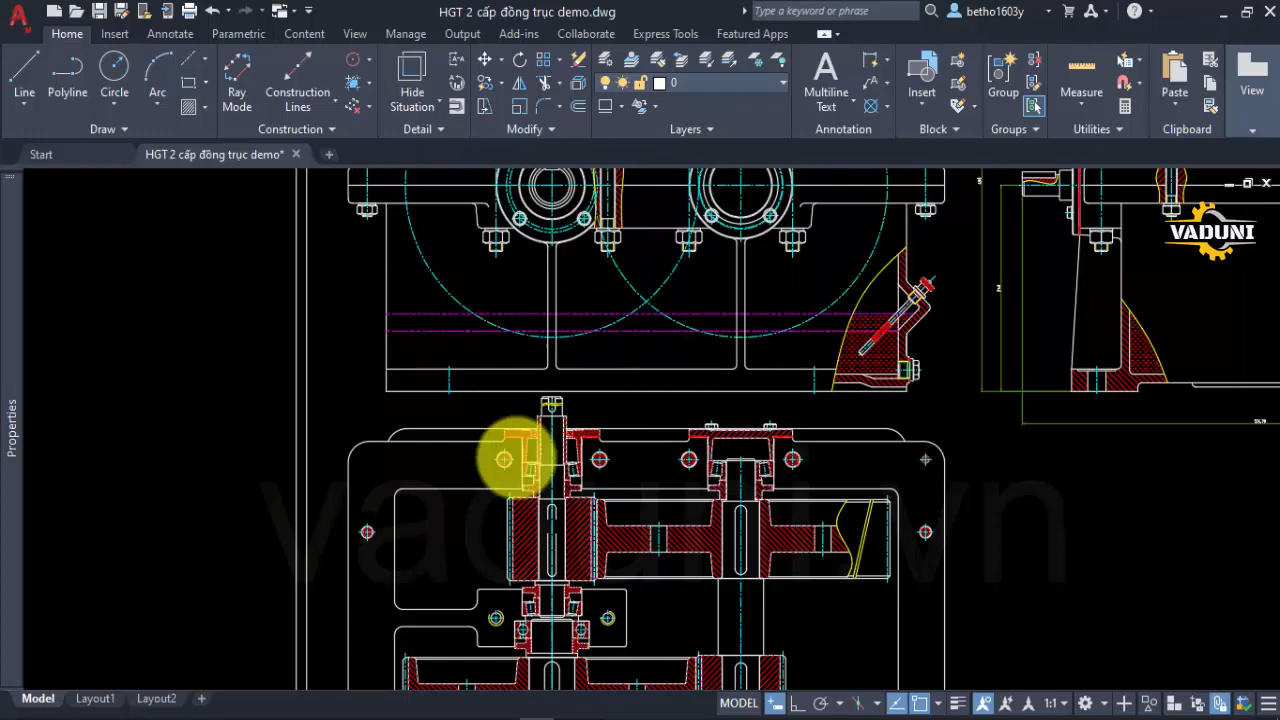 HGT 2 cấp đồng trục demo.dwg
Type a keyword or phrase
betho1603y
Home Insert Annotate Parametric Content View Manage Output Add-ins Collaborate Express Tools Featured Apps
Line Polyline Circle Arc
Ray Mode
Construction Lines
Hide Situation
0
Multiline Text
Insert
Group
Measure
Paste
View
Draw Construction Detail Modify Layers Annotation Block Groups Utilities Clipboard
Start HGT 2 cấp đồng trục demo*
Properties
VADUNI
vaduni.vn
Model Layout1 Layout2
MODEL 1:1